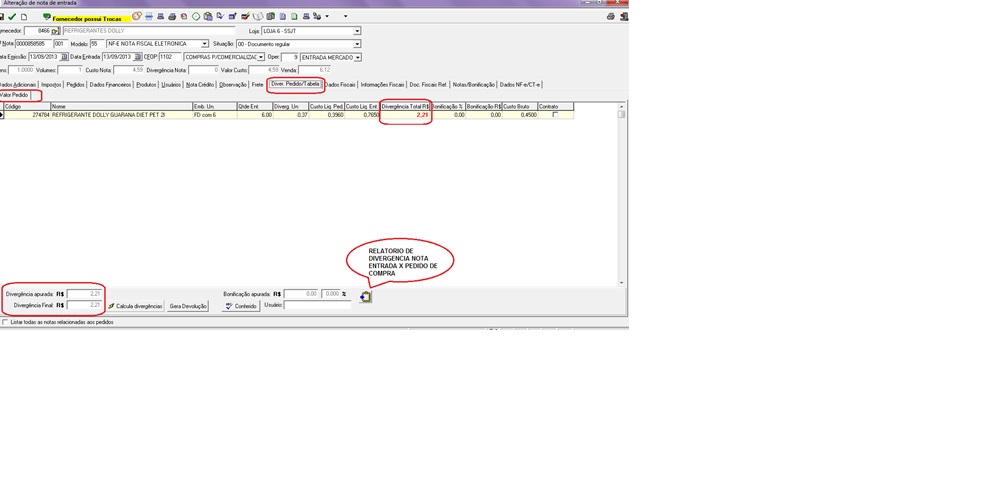 Alteração de nota de entrada
Fornecedor possui Trocas
necedor: 8466 REFRIGERANTES DOLLY Loja: LOJA 6 - SSJT
Nota: 0000858585 001 Modelo: 55 NF-E NOTA FISCAL ELETRONICA Situação: 00 - Documento regular
ata Emissão: 13/09/2013 Data Entrada: 13/09/2013 CFOP: 1102 COMPRAS P/COMERCIALIZAC Oper: 9 ENTRADA MERCADO
ens: 1.0000 Volumes: 1 Custo Nota: 4,59 Divergência Nota: 0 Valor Custo: 4,59 Venda: 6,12
ados Adicionais Impostos Pedidos Dados Financeiros Produtos Usuários Nota Crédito Observação Frete Diver. Pedido/Tabela Dados Fiscais Informações Fiscais Doc. Fiscais Ref. Notas/Bonificação Dados NF-e/CT-e
Valor Pedido
Código Nome Emb. Un. Qtde Ent. Diverg. Un. Custo Liq. Ped. Custo Liq. Ent. Divergência Total R$ Bonificação % Bonificação R$ Custo Bruto Contrato
274784 REFRIGERANTE DOLLY GUARANA DIET PET 2l FD com 6 6,00 0,37 0,3960 0,7650 2,21 0,00 0,00 0,4500
RELATORIO DE
DIVERGENCIA NOTA
ENTRADA X PEDIDO DE
COMPRA
Divergência apurada: R$ 2,21 Bonificação apurada: R$ 0,00 0,000 %
Divergência Final: R$ 2,21 Calcula divergências Gera Devolução Conteúdo Usuário:
Listar todas as notas relacionadas aos pedidos